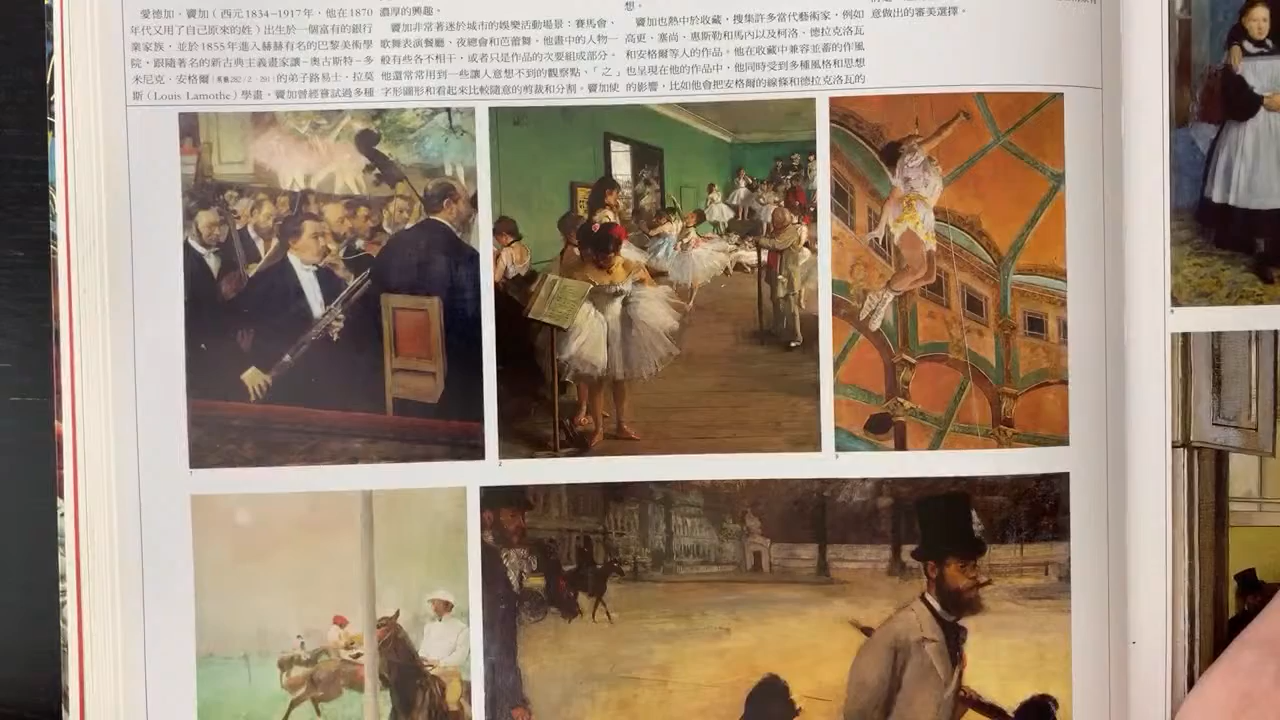 愛德加·竇加（西元1834-1917年，他在1870
年代又用了自己原來的姓）出生於一個富有的銀行
業家族，並於1855年進入赫赫有名的巴黎美術學
院，跟隨著名的新古典主義畫家讓-奧古斯特-多
米尼克·安格爾的弟子路易士·拉莫
斯（Louis Lamothe）學畫。竇加曾經嘗試過多種
濃厚的興趣。
竇加非常著迷於城市的娛樂活動場景：賽馬會、
歌舞表演餐廳、夜總會和芭蕾舞。他畫中的人物一
般有些各不相干，或者只是作品的次要組成部分。
他還常常用到一些讓人意想不到的觀察點、「之」
字形圖形和看起來比較隨意的剪裁和分割。竇加使
想。
竇加也熱中於收藏，搜集許多當代藝術家，例如
高更、塞尚、惠斯勒和馬內以及柯洛、德拉克洛瓦
和安格爾等人的作品。他在收藏中兼容並蓄的作風
也呈現在他的作品中，他同時受到多種風格和思想
的影響，比如他會把安格爾的線條和德拉克洛瓦的
意做出的審美選擇。
1
2
3